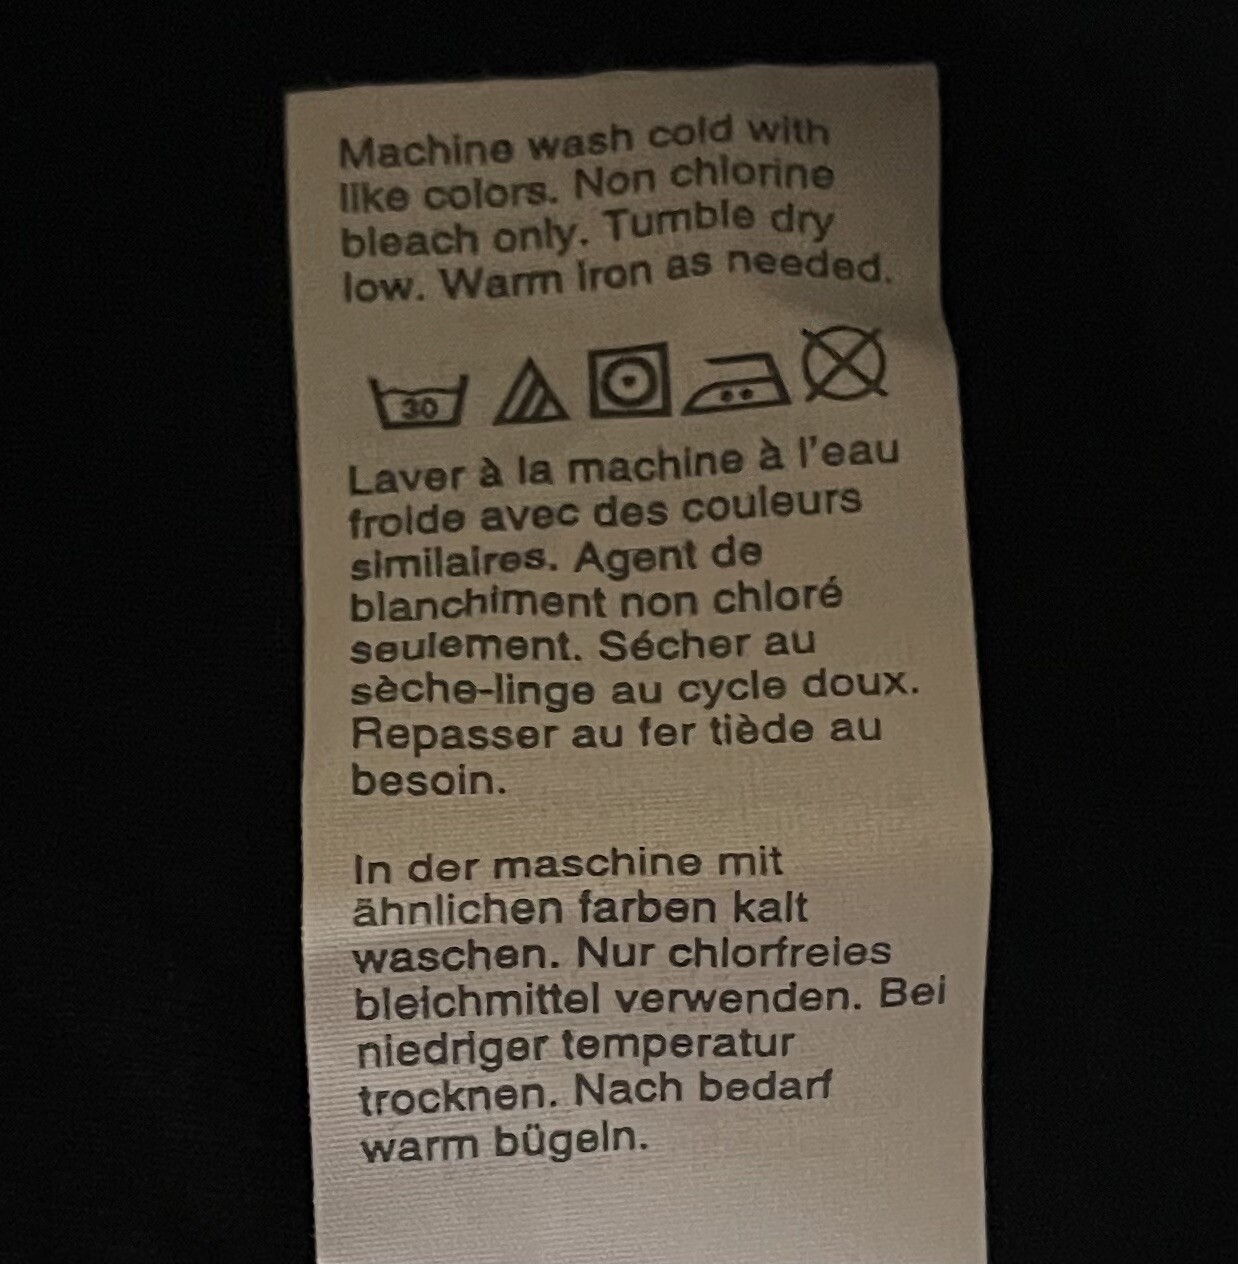 Machine wash cold with
like colors. Non chlorine
bleach only. Tumble dry
low. Warm iron as needed.
30
Laver à la machine à l'eau
froide avec des couleurs
similaires. Agent de
blanchiment non chloré
seulement. Sécher au
sèche-linge au cycle doux.
Repasser au fer tiède au
besoin.
In der maschine mit
ähnlichen farben kalt
waschen. Nur chlorfreies
bleichmittel verwenden. Bei
niedriger temperatur
trocknen. Nach bedarf
warm bügeln.